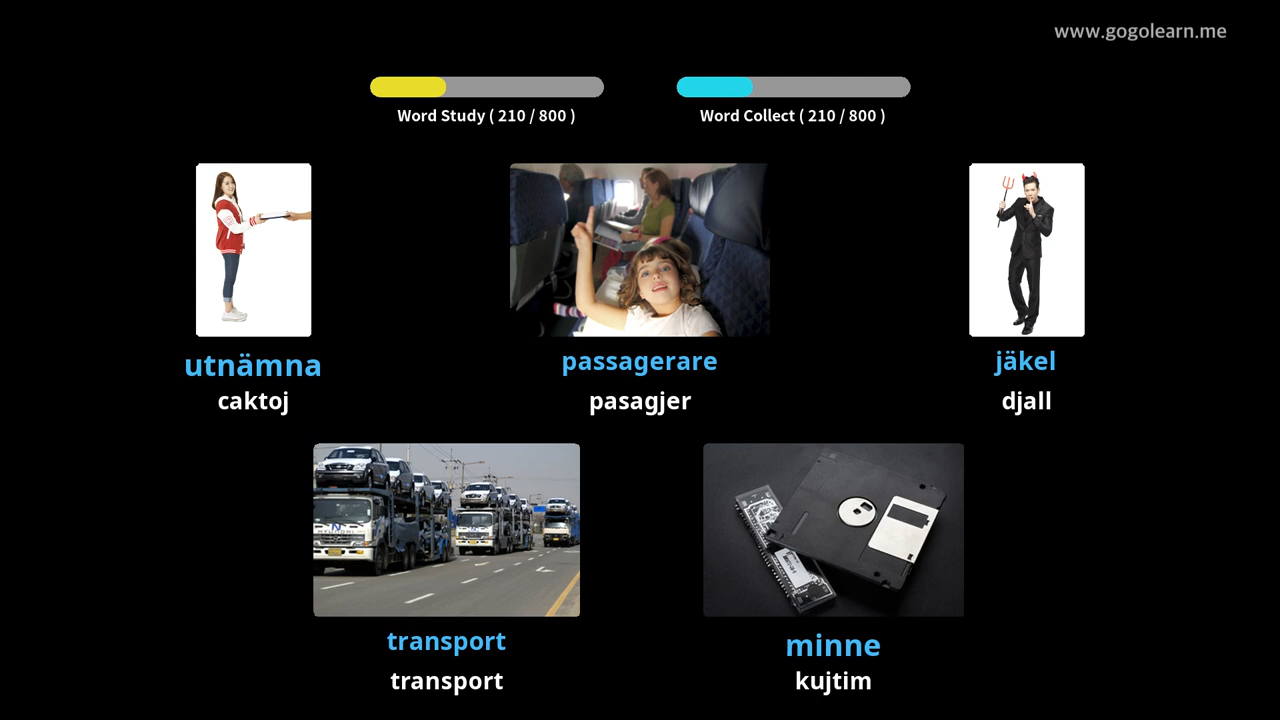 www.gogolearn.me
Word Study ( 210 / 800 )
Word Collect ( 210 / 800 )
utnämna
caktoj
passagerare
pasagjer
jäkel
djall
transport
transport
minne
kujtim